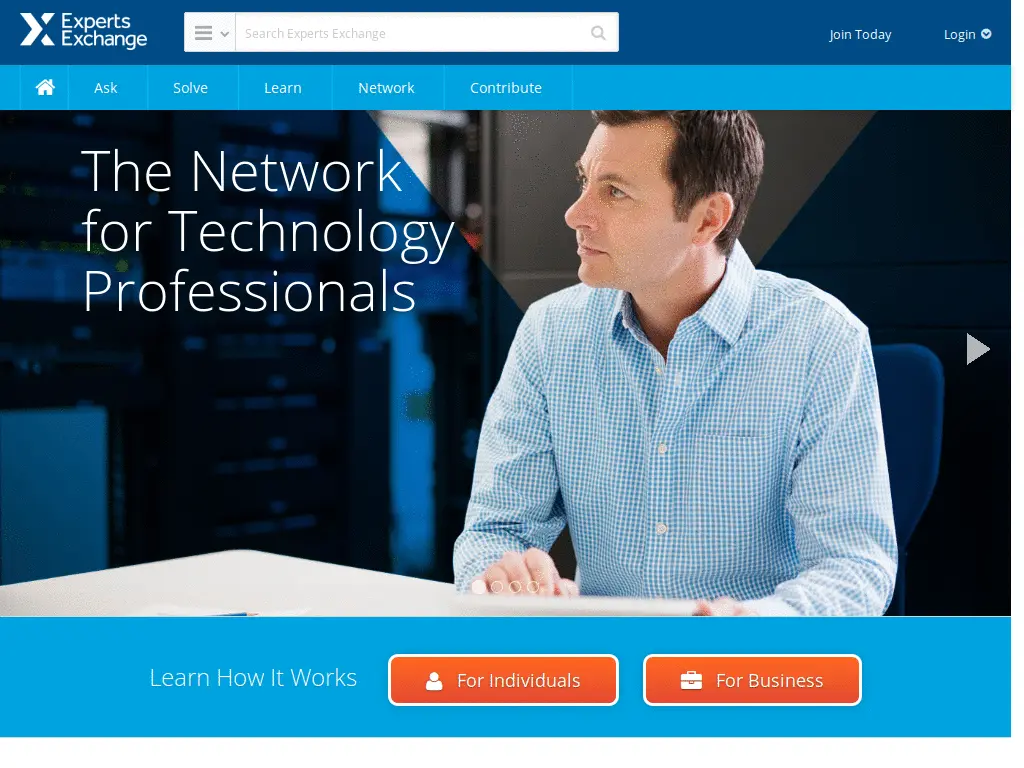 Experts
Exchange
Search Experts Exchange
Join Today
Login
Ask
Solve
Learn
Network
Contribute
The Network
for Technology
Professionals
Learn How It Works
For Individuals
For Business